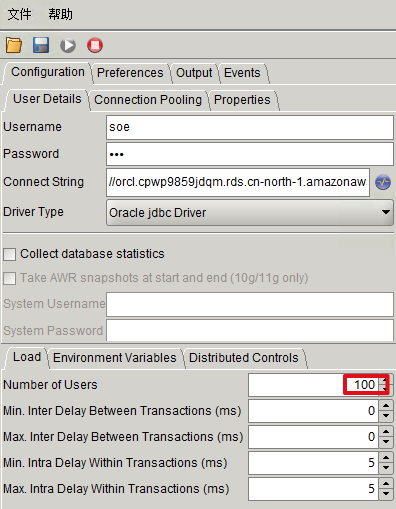 文件 帮助
Configuration Preferences Output Events
User Details Connection Pooling Properties
Username soe
Password •••
Connect String //orcl.cpwp9859jdqm.rds.cn-north-1.amazonaw
Driver Type Oracle jdbc Driver
Collect database statistics
Take AWR snapshots at start and end (10g/11g only)
System Username
System Password
Load Environment Variables Distributed Controls
Number of Users 100
Min. Inter Delay Between Transactions (ms) 0
Max. Inter Delay Between Transactions (ms) 0
Min. Intra Delay Within Transactions (ms) 5
Max. Intra Delay Within Transactions (ms) 5